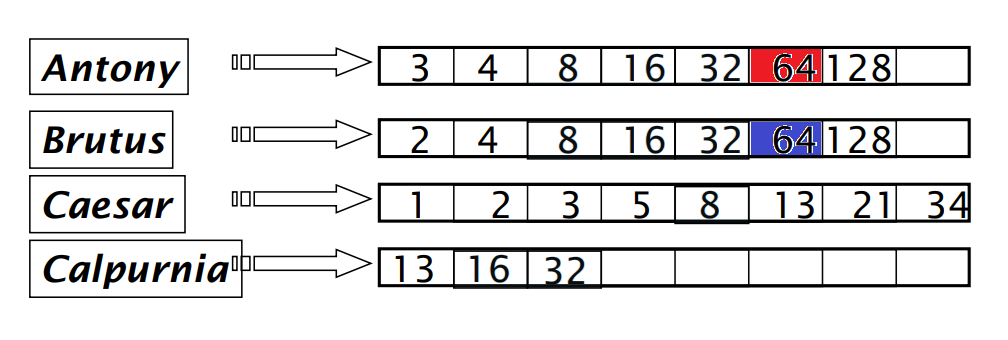 Antony 3 4 8 16 32 64 128
Brutus 2 4 8 16 32 64 128
Caesar 1 2 3 5 8 13 21 34
Calpurnia 13 16 32